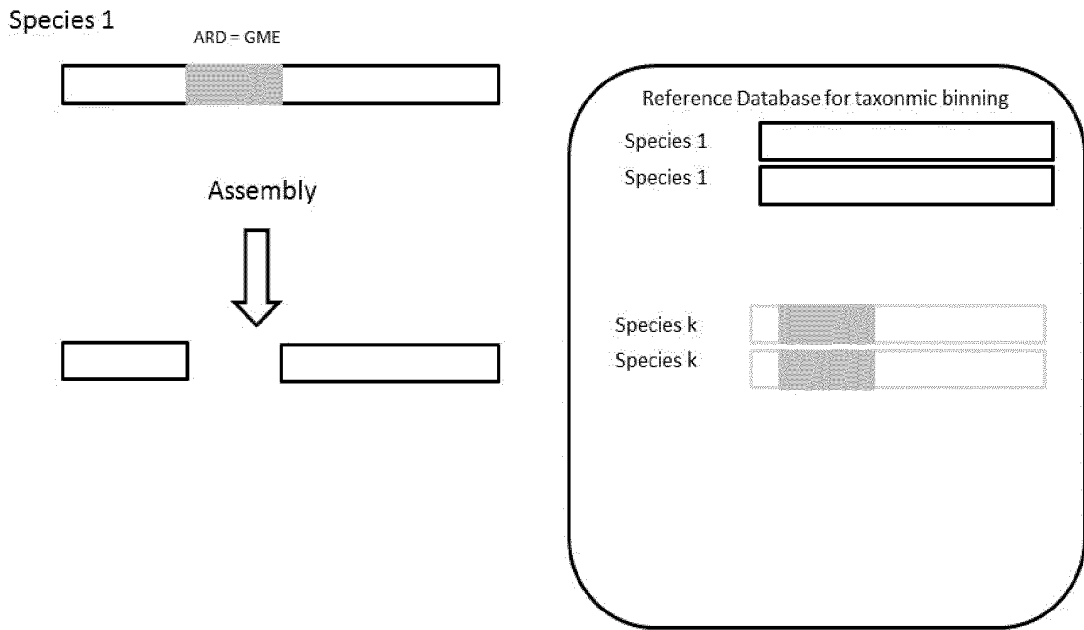 Species 1
ARD = GME
Assembly
Reference Database for taxonmic binning
Species 1
Species 1
Species k
Species k